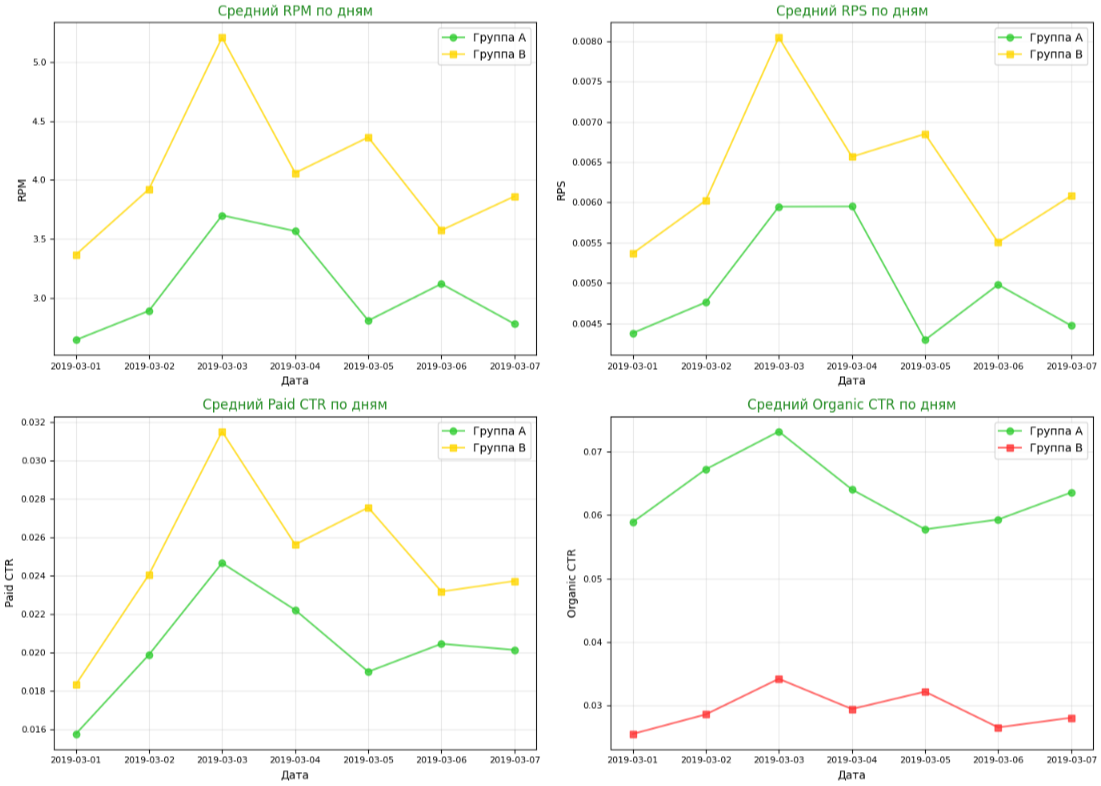 Средний RPM по дням
Группа A
Группа B
RPM
5.0
4.5
4.0
3.5
3.0
2019-03-01 2019-03-02 2019-03-03 2019-03-04 2019-03-05 2019-03-06 2019-03-07
Дата
Средний RPS по дням
Группа A
Группа B
RPS
0.0080
0.0075
0.0070
0.0065
0.0060
0.0055
0.0050
0.0045
2019-03-01 2019-03-02 2019-03-03 2019-03-04 2019-03-05 2019-03-06 2019-03-07
Дата
Средний Paid CTR по дням
Группа A
Группа B
Paid CTR
0.032
0.030
0.028
0.026
0.024
0.022
0.020
0.018
0.016
2019-03-01 2019-03-02 2019-03-03 2019-03-04 2019-03-05 2019-03-06 2019-03-07
Дата
Средний Organic CTR по дням
Группа A
Группа B
Organic CTR
0.07
0.06
0.05
0.04
0.03
2019-03-01 2019-03-02 2019-03-03 2019-03-04 2019-03-05 2019-03-06 2019-03-07
Дата